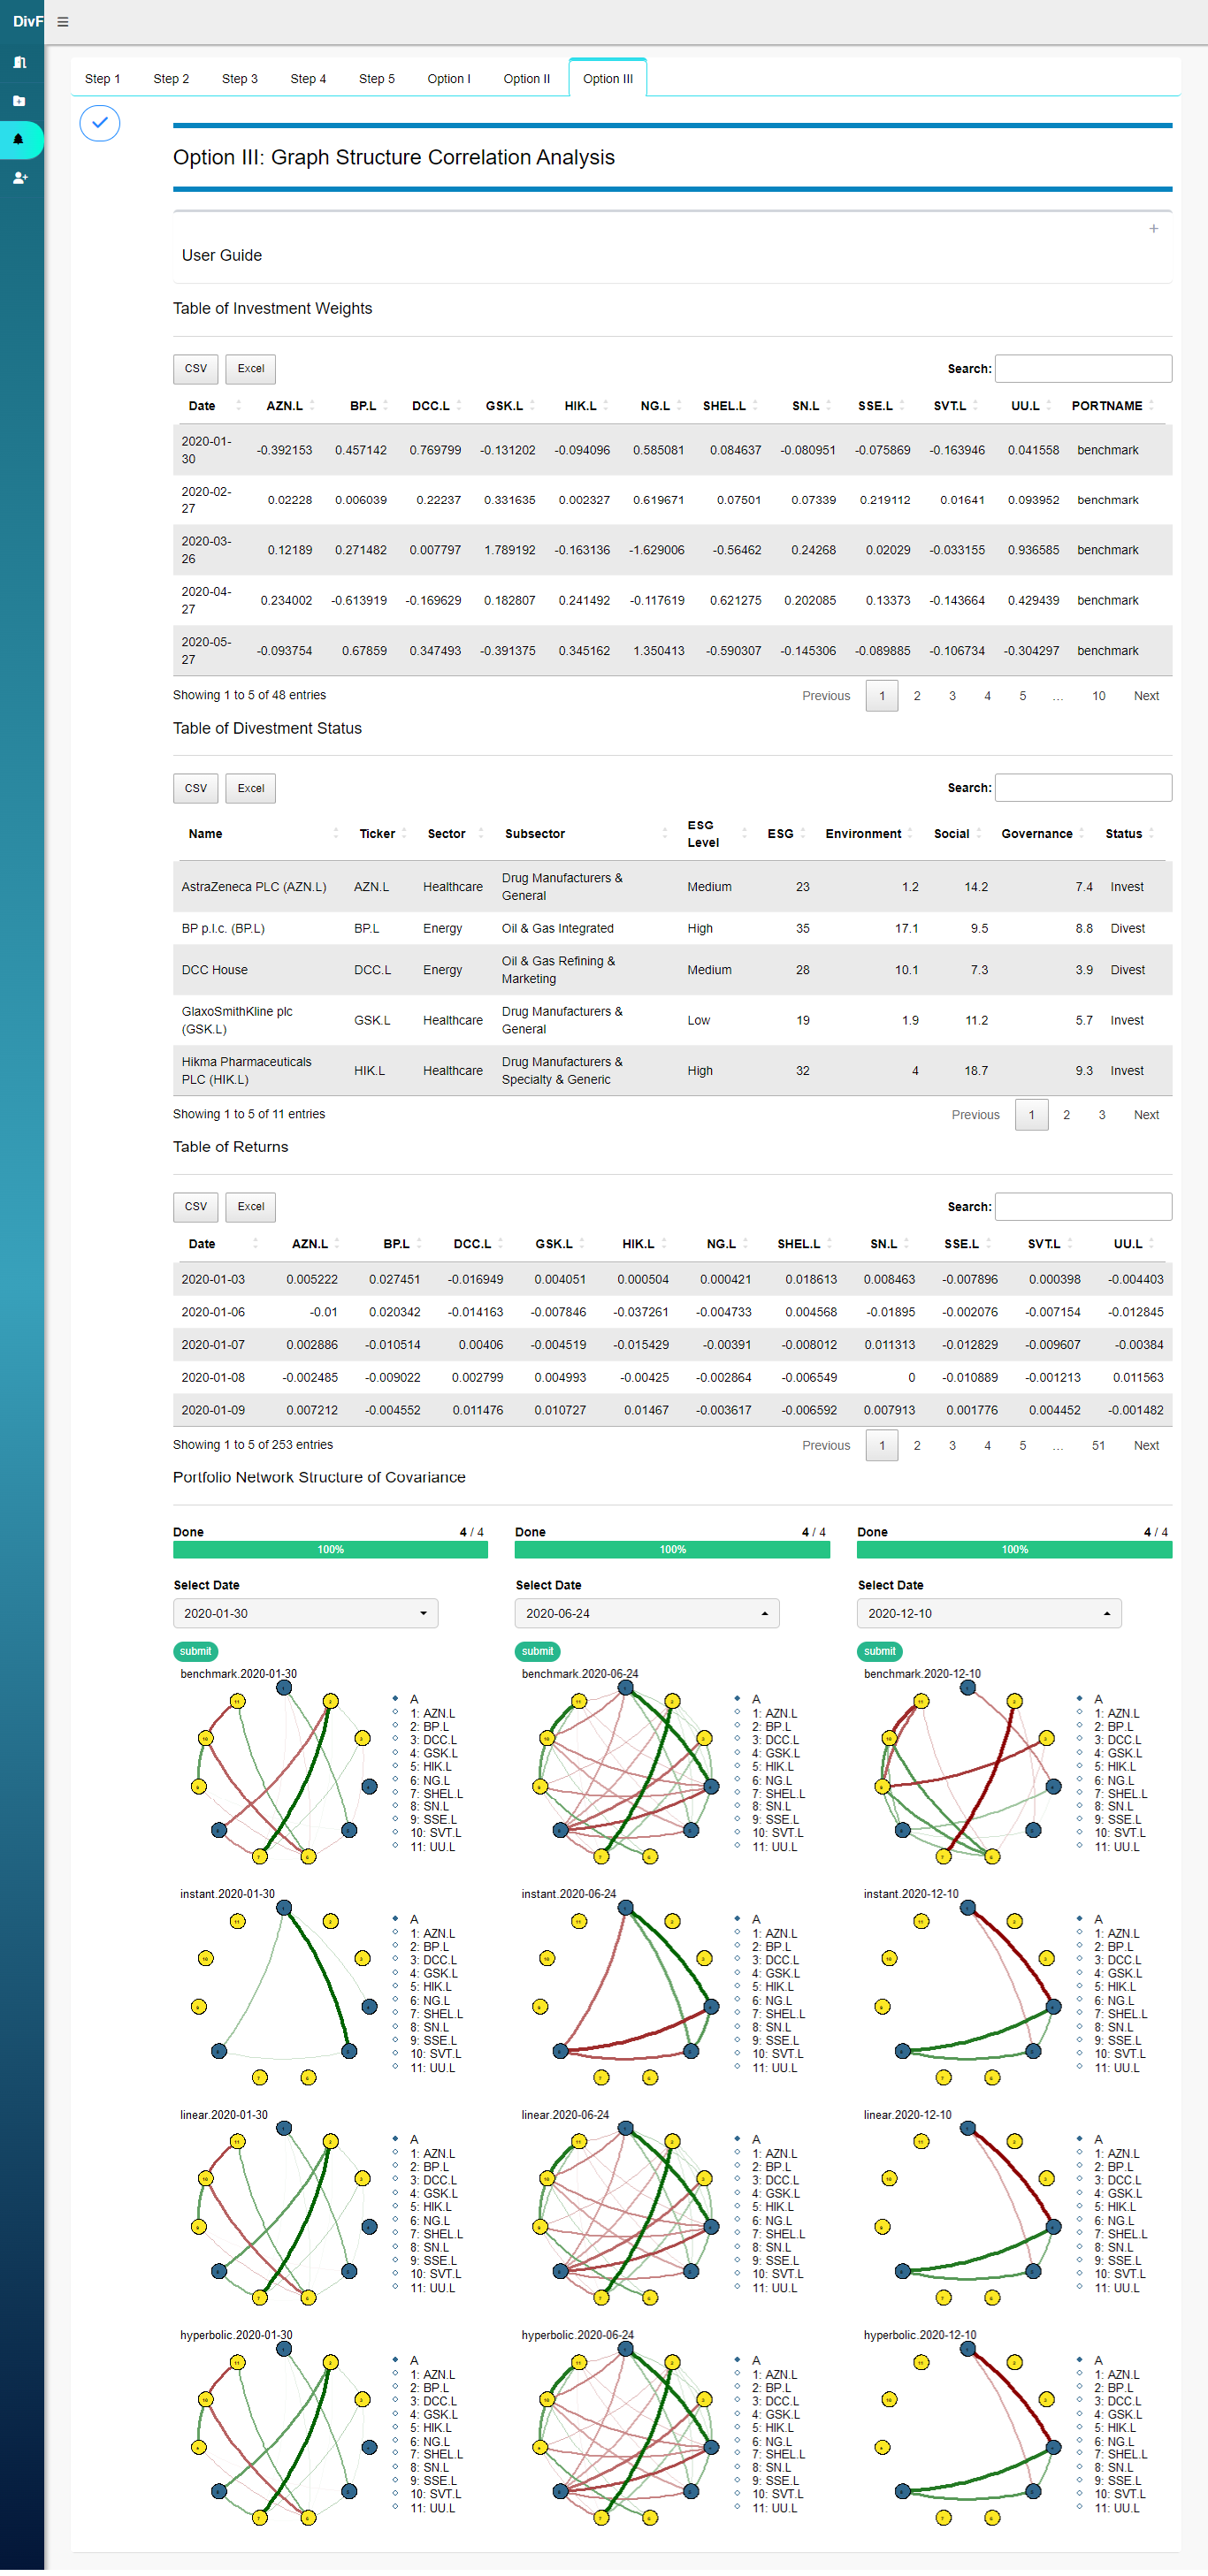 DivF
Step 1 Step 2 Step 3 Step 4 Step 5 Option I Option II Option III
Option III: Graph Structure Correlation Analysis
+
User Guide
Table of Investment Weights
CSV Excel Search:
Date AZN.L BP.L DCC.L GSK.L HIK.L NG.L SHEL.L SN.L SSE.L SVT.L UU.L PORTNAME
2020-01-30 -0.392153 0.457142 0.769799 -0.131202 -0.094096 0.585081 0.084637 -0.080951 -0.075869 -0.163946 0.041558 benchmark
2020-02-27 0.02228 0.006039 0.22237 0.331635 0.002327 0.619671 0.07501 0.07339 0.219112 0.01641 0.093952 benchmark
2020-03-26 0.12189 0.271482 0.007797 1.789192 -0.163136 -1.629006 -0.56462 0.24268 0.02029 -0.033155 0.936585 benchmark
2020-04-27 0.234002 -0.613919 -0.169629 0.182807 0.241492 -0.117619 0.621275 0.202085 0.13373 -0.143664 0.429439 benchmark
2020-05-27 -0.093754 0.67859 0.347493 -0.391375 0.345162 1.350413 -0.590307 -0.145306 -0.089885 -0.106734 -0.304297 benchmark
Showing 1 to 5 of 48 entries Previous 1 2 3 4 5 … 10 Next
Table of Divestment Status
CSV Excel Search:
Name Ticker Sector Subsector ESG Level ESG Environment Social Governance Status
AstraZeneca PLC (AZN.L) AZN.L Healthcare Drug Manufacturers & General Medium 23 1.2 14.2 7.4 Invest
BP p.l.c. (BP.L) BP.L Energy Oil & Gas Integrated High 35 17.1 9.5 8.8 Divest
DCC House DCC.L Energy Oil & Gas Refining & Marketing Medium 28 10.1 7.3 3.9 Divest
GlaxoSmithKline plc (GSK.L) GSK.L Healthcare Drug Manufacturers & General Low 19 1.9 11.2 5.7 Invest
Hikma Pharmaceuticals PLC (HIK.L) HIK.L Healthcare Drug Manufacturers & Specialty & Generic High 32 4 18.7 9.3 Invest
Showing 1 to 5 of 11 entries Previous 1 2 3 Next
Table of Returns
CSV Excel Search:
Date AZN.L BP.L DCC.L GSK.L HIK.L NG.L SHEL.L SN.L SSE.L SVT.L UU.L
2020-01-03 0.005222 0.027451 -0.016949 0.004051 0.000504 0.000421 0.018613 0.008463 -0.007896 0.000398 -0.004403
2020-01-06 -0.01 0.020342 -0.014163 -0.007846 -0.037261 -0.004733 0.004568 -0.01895 -0.002076 -0.007154 -0.012845
2020-01-07 0.002886 -0.010514 0.00406 -0.004519 -0.015429 -0.00391 -0.008012 0.011313 -0.012829 -0.009607 -0.00384
2020-01-08 -0.002485 -0.009022 0.002799 0.004993 -0.00425 -0.002864 -0.006549 0 -0.010889 -0.001213 0.011563
2020-01-09 0.007212 -0.004552 0.011476 0.010727 0.01467 -0.003617 -0.006592 0.007913 0.001776 0.004452 -0.001482
Showing 1 to 5 of 253 entries Previous 1 2 3 4 5 … 51 Next
Portfolio Network Structure of Covariance
Done 4 / 4 Done 4 / 4 Done 4 / 4
100% 100% 100%
Select Date Select Date Select Date
2020-01-30 2020-06-24 2020-12-10
submit submit submit
benchmark.2020-01-30 benchmark.2020-06-24 benchmark.2020-12-10
A A A
1: AZN.L 1: AZN.L 1: AZN.L
2: BP.L 2: BP.L 2: BP.L
3: DCC.L 3: DCC.L 3: DCC.L
4: GSK.L 4: GSK.L 4: GSK.L
5: HIK.L 5: HIK.L 5: HIK.L
6: NG.L 6: NG.L 6: NG.L
7: SHEL.L 7: SHEL.L 7: SHEL.L
8: SN.L 8: SN.L 8: SN.L
9: SSE.L 9: SSE.L 9: SSE.L
10: SVT.L 10: SVT.L 10: SVT.L
11: UU.L 11: UU.L 11: UU.L
instant.2020-01-30 instant.2020-06-24 instant.2020-12-10
A A A
1: AZN.L 1: AZN.L 1: AZN.L
2: BP.L 2: BP.L 2: BP.L
3: DCC.L 3: DCC.L 3: DCC.L
4: GSK.L 4: GSK.L 4: GSK.L
5: HIK.L 5: HIK.L 5: HIK.L
6: NG.L 6: NG.L 6: NG.L
7: SHEL.L 7: SHEL.L 7: SHEL.L
8: SN.L 8: SN.L 8: SN.L
9: SSE.L 9: SSE.L 9: SSE.L
10: SVT.L 10: SVT.L 10: SVT.L
11: UU.L 11: UU.L 11: UU.L
linear.2020-01-30 linear.2020-06-24 linear.2020-12-10
A A A
1: AZN.L 1: AZN.L 1: AZN.L
2: BP.L 2: BP.L 2: BP.L
3: DCC.L 3: DCC.L 3: DCC.L
4: GSK.L 4: GSK.L 4: GSK.L
5: HIK.L 5: HIK.L 5: HIK.L
6: NG.L 6: NG.L 6: NG.L
7: SHEL.L 7: SHEL.L 7: SHEL.L
8: SN.L 8: SN.L 8: SN.L
9: SSE.L 9: SSE.L 9: SSE.L
10: SVT.L 10: SVT.L 10: SVT.L
11: UU.L 11: UU.L 11: UU.L
hyperbolic.2020-01-30 hyperbolic.2020-06-24 hyperbolic.2020-12-10
A A A
1: AZN.L 1: AZN.L 1: AZN.L
2: BP.L 2: BP.L 2: BP.L
3: DCC.L 3: DCC.L 3: DCC.L
4: GSK.L 4: GSK.L 4: GSK.L
5: HIK.L 5: HIK.L 5: HIK.L
6: NG.L 6: NG.L 6: NG.L
7: SHEL.L 7: SHEL.L 7: SHEL.L
8: SN.L 8: SN.L 8: SN.L
9: SSE.L 9: SSE.L 9: SSE.L
10: SVT.L 10: SVT.L 10: SVT.L
11: UU.L 11: UU.L 11: UU.L